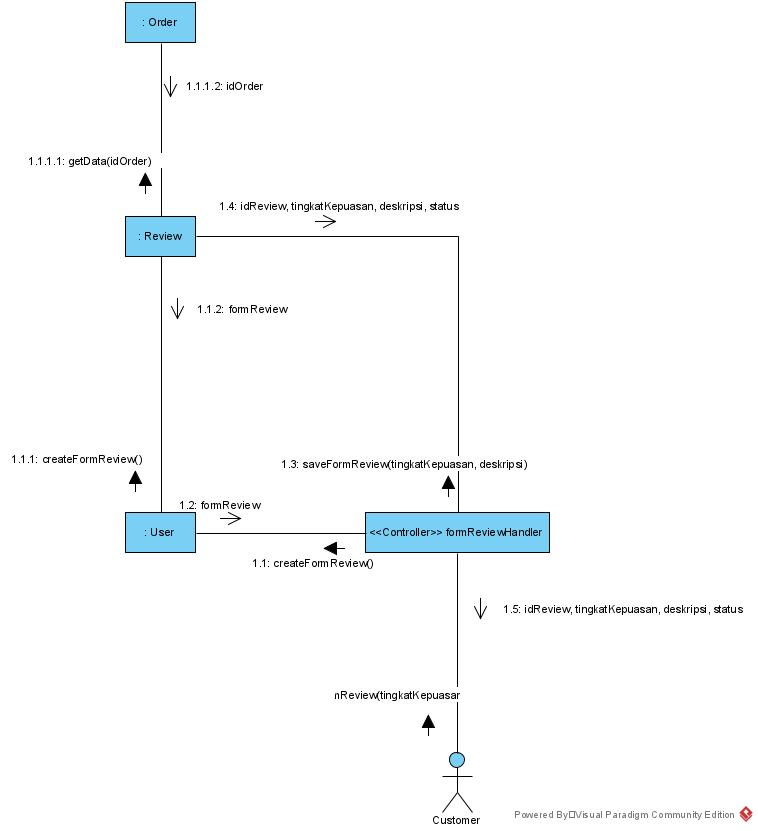 : Order
1.1.1.2: idOrder
1.1.1.1: getData(idOrder)
1.4: idReview, tingkatKepuasan, deskripsi, status
: Review
1.1.2: formReview
1.1.1: createFormReview()
1.3: saveFormReview(tingkatKepuasan, deskripsi)
1.2: formReview
: User
<<Controller>> formReviewHandler
1.1: createFormReview()
1.5: idReview, tingkatKepuasan, deskripsi, status
mReview(tingkatKepuasan
Customer
Powered By Visual Paradigm Community Edition